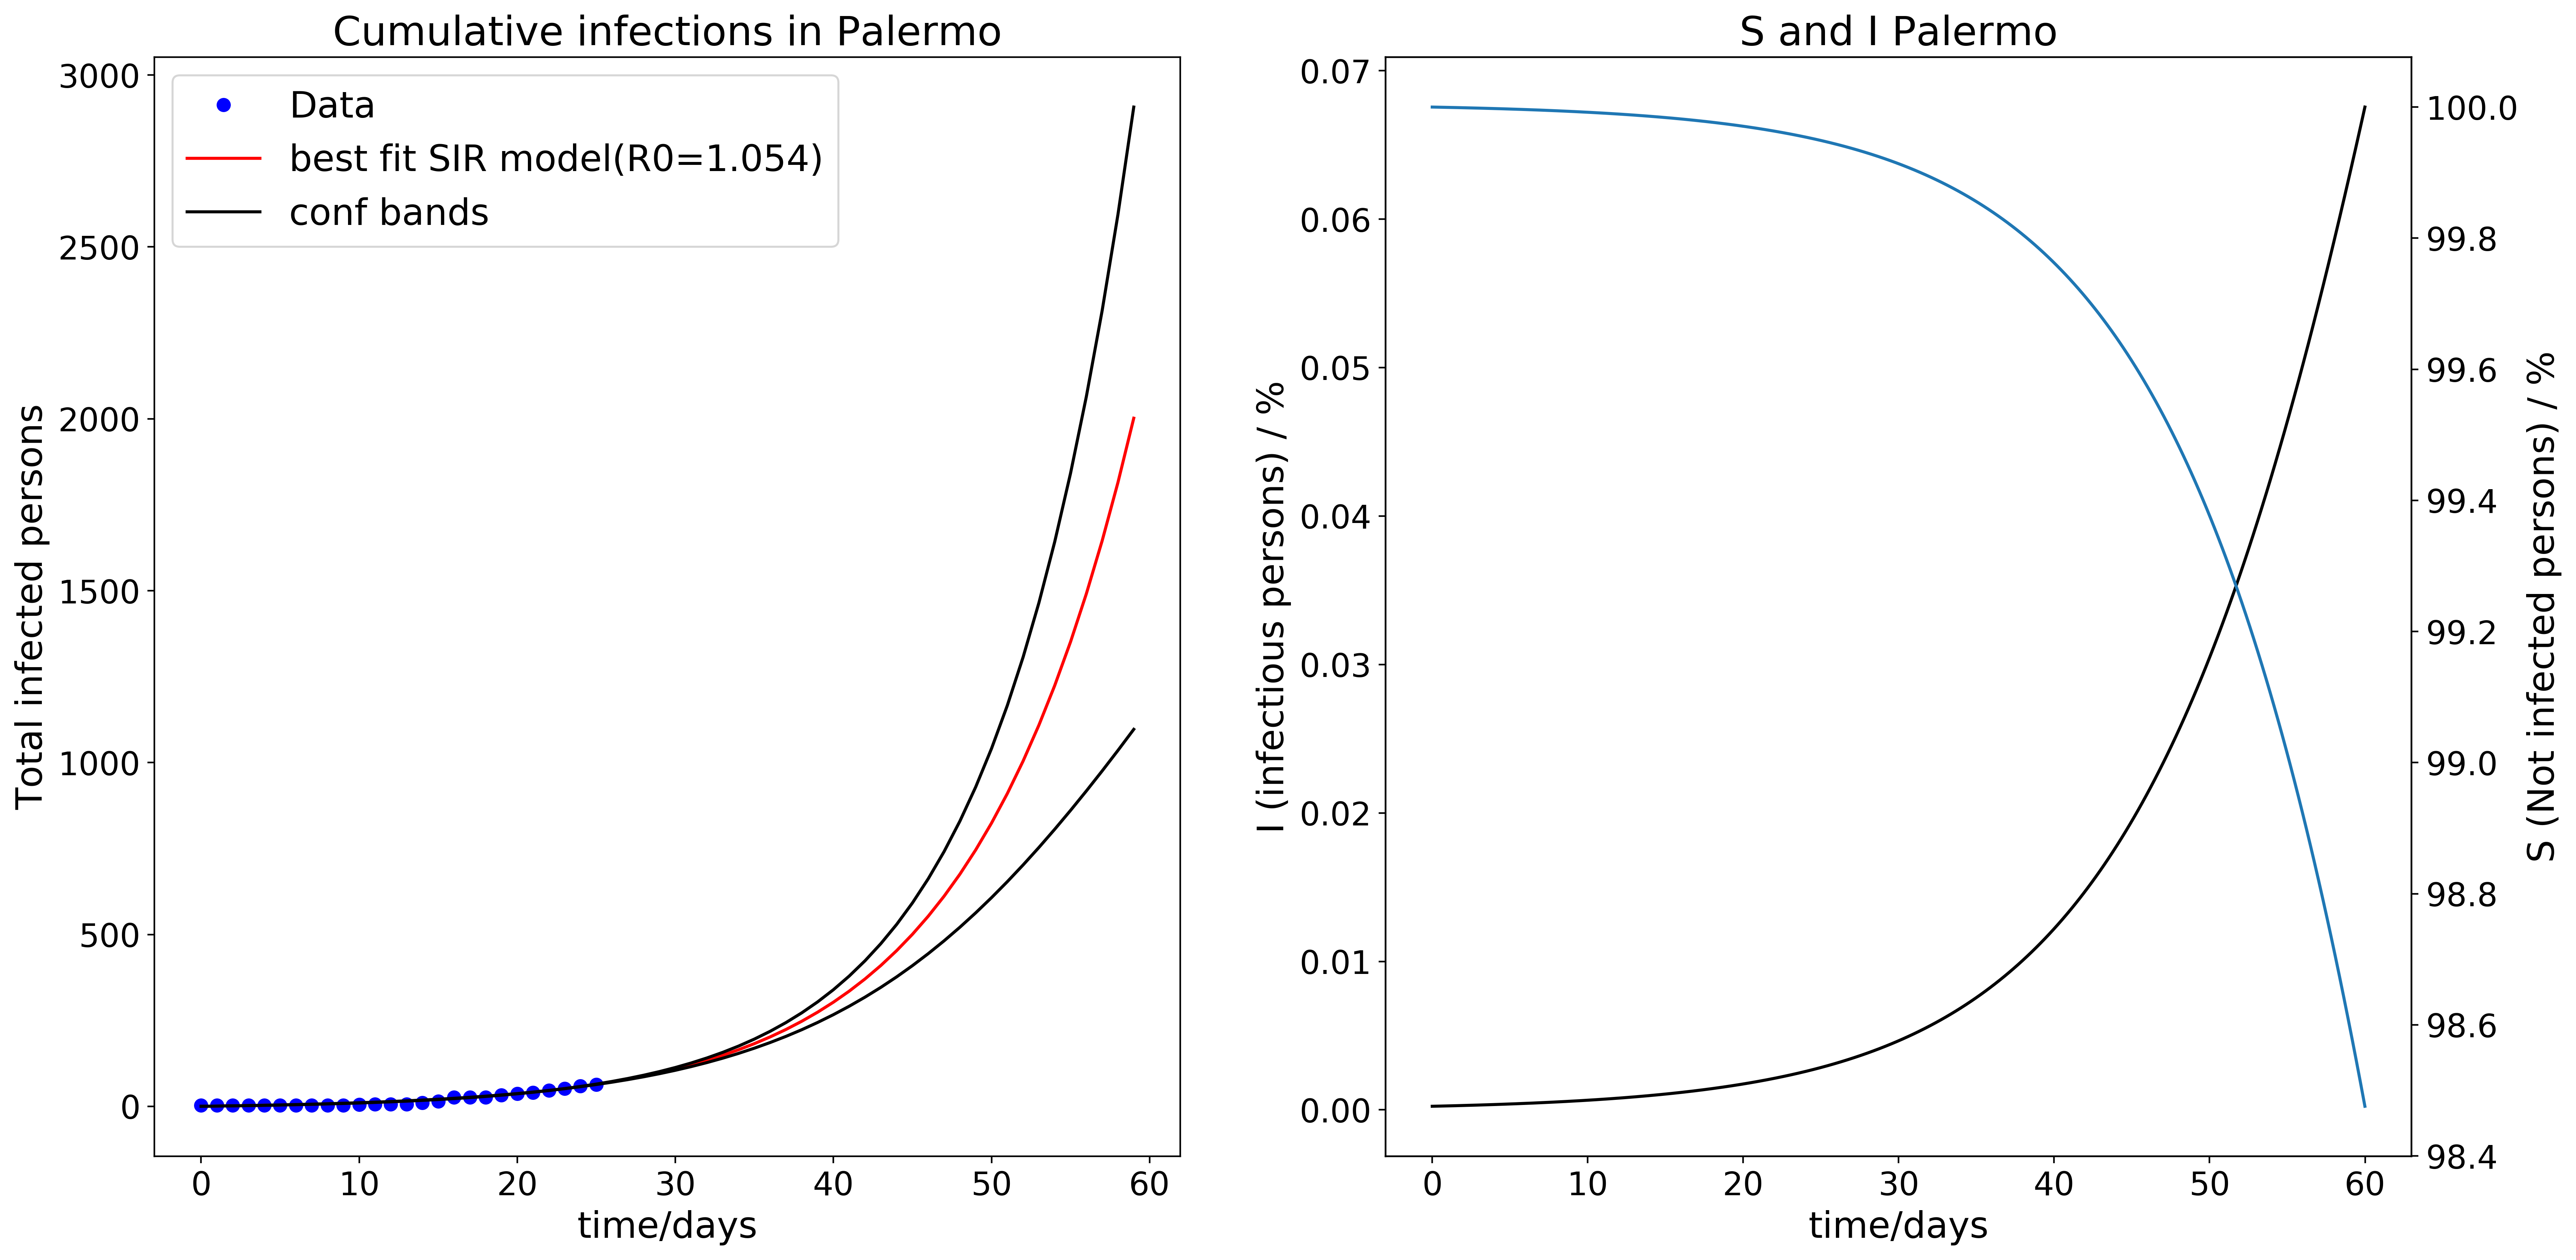 Cumulative infections in Palermo
3000
2500
2000
1500
1000
500
0
Total infected persons
Data
best fit SIR model(R0=1.054)
conf bands
0 10 20 30 40 50 60
time/days
S and I Palermo
0.07
0.06
0.05
0.04
0.03
0.02
0.01
0.00
I (infectious persons) / %
100.0
99.8
99.6
99.4
99.2
99.0
98.8
98.6
98.4
S (Not infected persons) / %
0 10 20 30 40 50 60
time/days